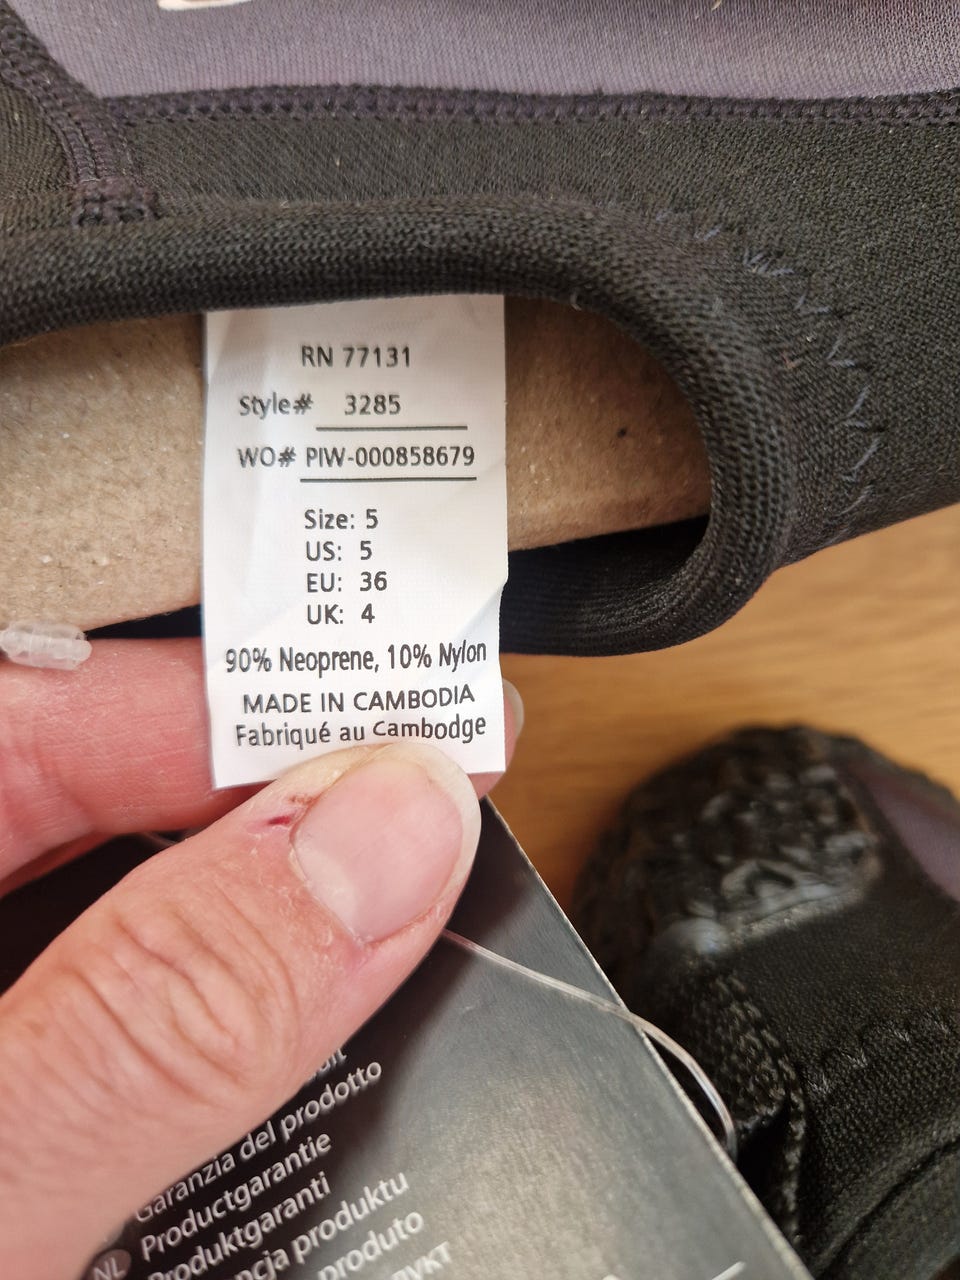 RN 77131
Style# 3285
WO# PIW-000858679
Size: 5
US: 5
EU: 36
UK: 4
90% Neoprene, 10% Nylon
MADE IN CAMBODIA
Fabriqué au Cambodge
Garanzia del prodotto
NL Productgarantie
Produktgaranti
produktu
produto